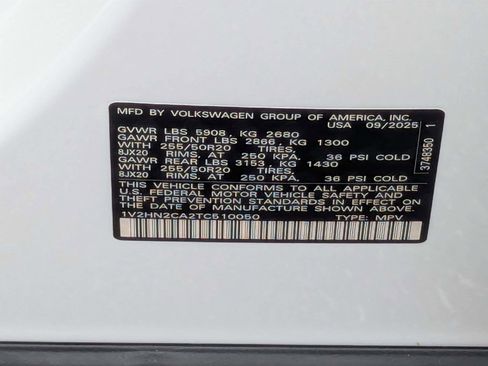 MFD BY VOLKSWAGEN GROUP OF AMERICA, INC.
USA 09/2025
GVWR LBS 5908, KG 2680
GAWR FRONT LBS 2866, KG 1300
WITH 255/50R20 TIRES,
8JX20 RIMS, AT 250 KPA, 36 PSI COLD
GAWR REAR LBS 3153, KG 1430
WITH 255/50R20 TIRES,
8JX20 RIMS, AT 250 KPA, 36 PSI COLD
THIS VEHICLE CONFORMS TO ALL APPLICABLE
U.S. FEDERAL MOTOR VEHICLE SAFETY AND
THEFT PREVENTION STANDARDS IN EFFECT ON
THE DATE OF MANUFACTURE SHOWN ABOVE.
1V2HN2CA2TC510050 TYPE: MPV
3748350 1